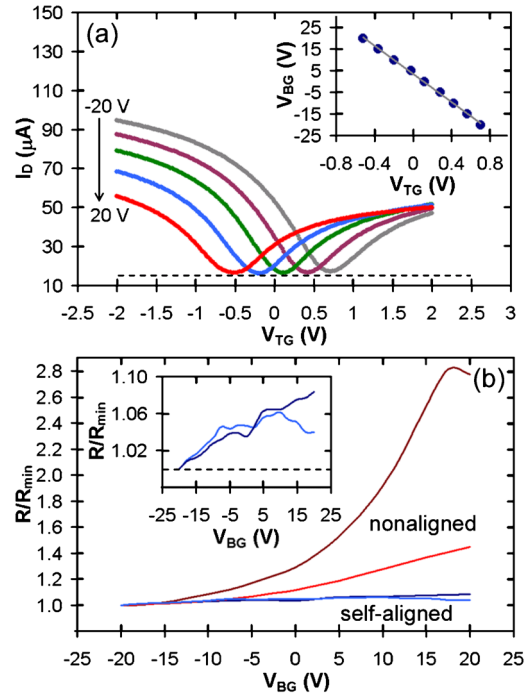 (a)
150
130
110
90
70
50
30
10
I_D (μA)
-20 V
20 V
-2.5 -2 -1.5 -1 -0.5 0 0.5 1 1.5 2 2.5 3
V_TG (V)
25
15
5
-5
-15
-25
V_BG (V)
-0.8 -0.4 0 0.4 0.8
V_TG (V)
(b)
2.8
2.6
2.4
2.2
2.0
1.8
1.6
1.4
1.2
1.0
R/R_min
1.10
1.06
1.02
R/R_min
-25 -15 -5 5 15 25
V_BG (V)
nonaligned
self-aligned
-25 -20 -15 -10 -5 0 5 10 15 20 25
V_BG (V)